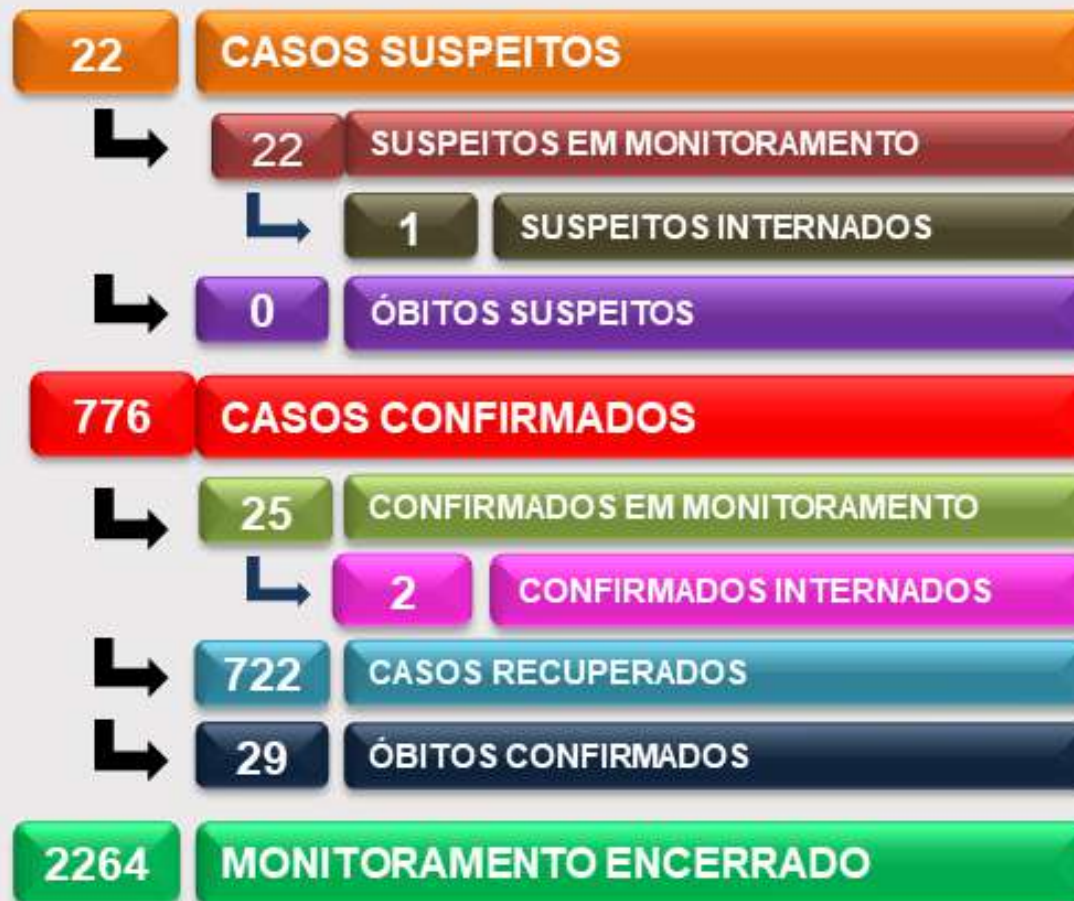 22 CASOS SUSPEITOS
22 SUSPEITOS EM MONITORAMENTO
1 SUSPEITOS INTERNADOS
0 ÓBITOS SUSPEITOS
776 CASOS CONFIRMADOS
25 CONFIRMADOS EM MONITORAMENTO
2 CONFIRMADOS INTERNADOS
722 CASOS RECUPERADOS
29 ÓBITOS CONFIRMADOS
2264 MONITORAMENTO ENCERRADO